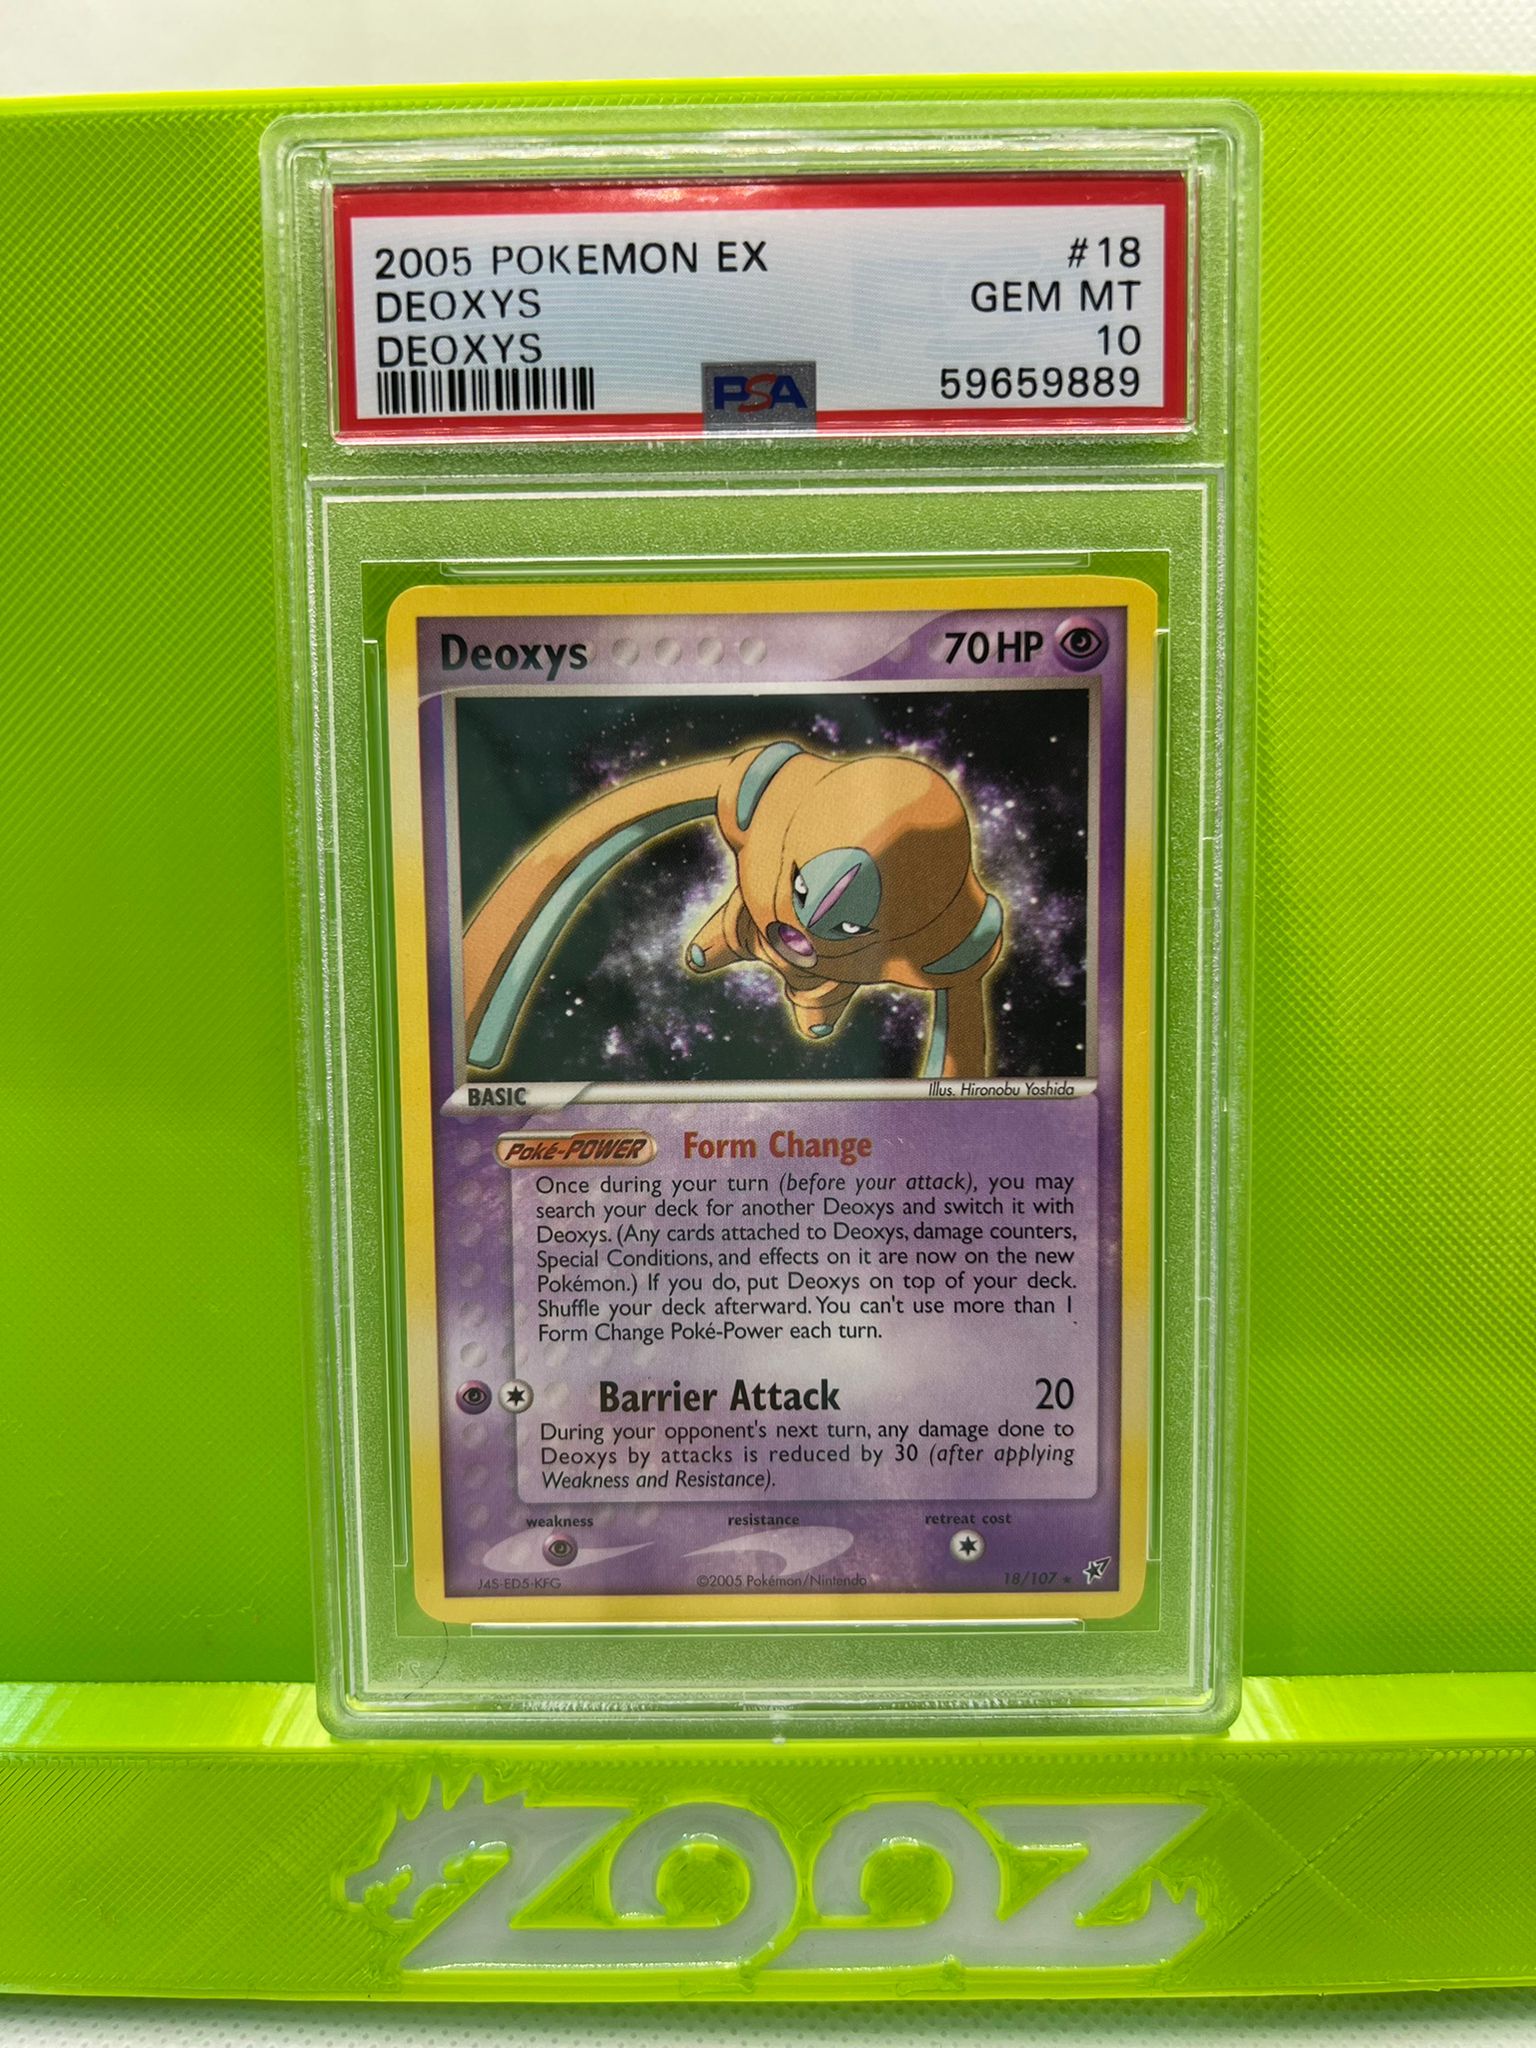 2005 POKEMON EX #18
DEOXYS GEM MT
DEOXYS 10
PSA 59659889
Deoxys 70 HP
BASIC Illus. Hironobu Yoshida
Poké-POWER Form Change
Once during your turn (before your attack), you may
search your deck for another Deoxys and switch it with
Deoxys. (Any cards attached to Deoxys, damage counters,
Special Conditions, and effects on it are now on the new
Pokémon.) If you do, put Deoxys on top of your deck.
Shuffle your deck afterward. You can't use more than 1
Form Change Poké-Power each turn.
Barrier Attack 20
During your opponent's next turn, any damage done to
Deoxys by attacks is reduced by 30 (after applying
Weakness and Resistance).
weakness resistance retreat cost
J4S-ED5-KFG ©2005 Pokémon/Nintendo 18/107 ★
ZOOZ